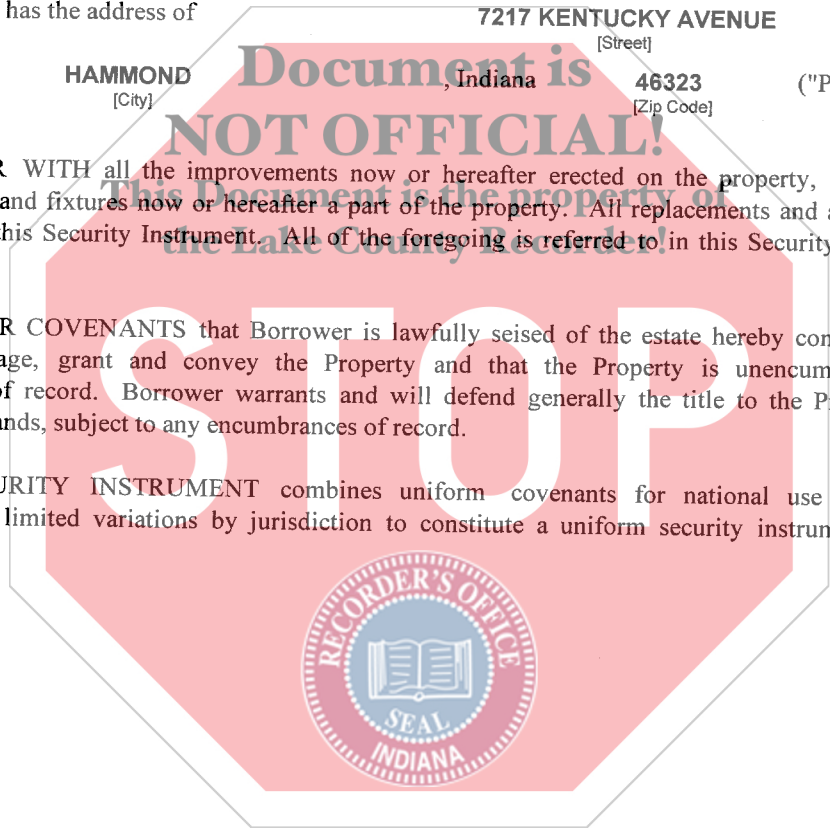 has the address of 7217 KENTUCKY AVENUE
[Street]
HAMMOND , Indiana 46323 ("P
[City] [Zip Code]
Document is
NOT OFFICIAL!
R WITH all the improvements now or hereafter erected on the property,
This Document is the property of
and fixtures now or hereafter a part of the property. All replacements and a
the Lake County Recorder!
his Security Instrument. All of the foregoing is referred to in this Security
R COVENANTS that Borrower is lawfully seised of the estate hereby con
age, grant and convey the Property and that the Property is unencum
of record. Borrower warrants and will defend generally the title to the P
ands, subject to any encumbrances of record.
STOP
URITY INSTRUMENT combines uniform covenants for national use
limited variations by jurisdiction to constitute a uniform security instrum
RECORDER'S OFFICE
SEAL
INDIANA